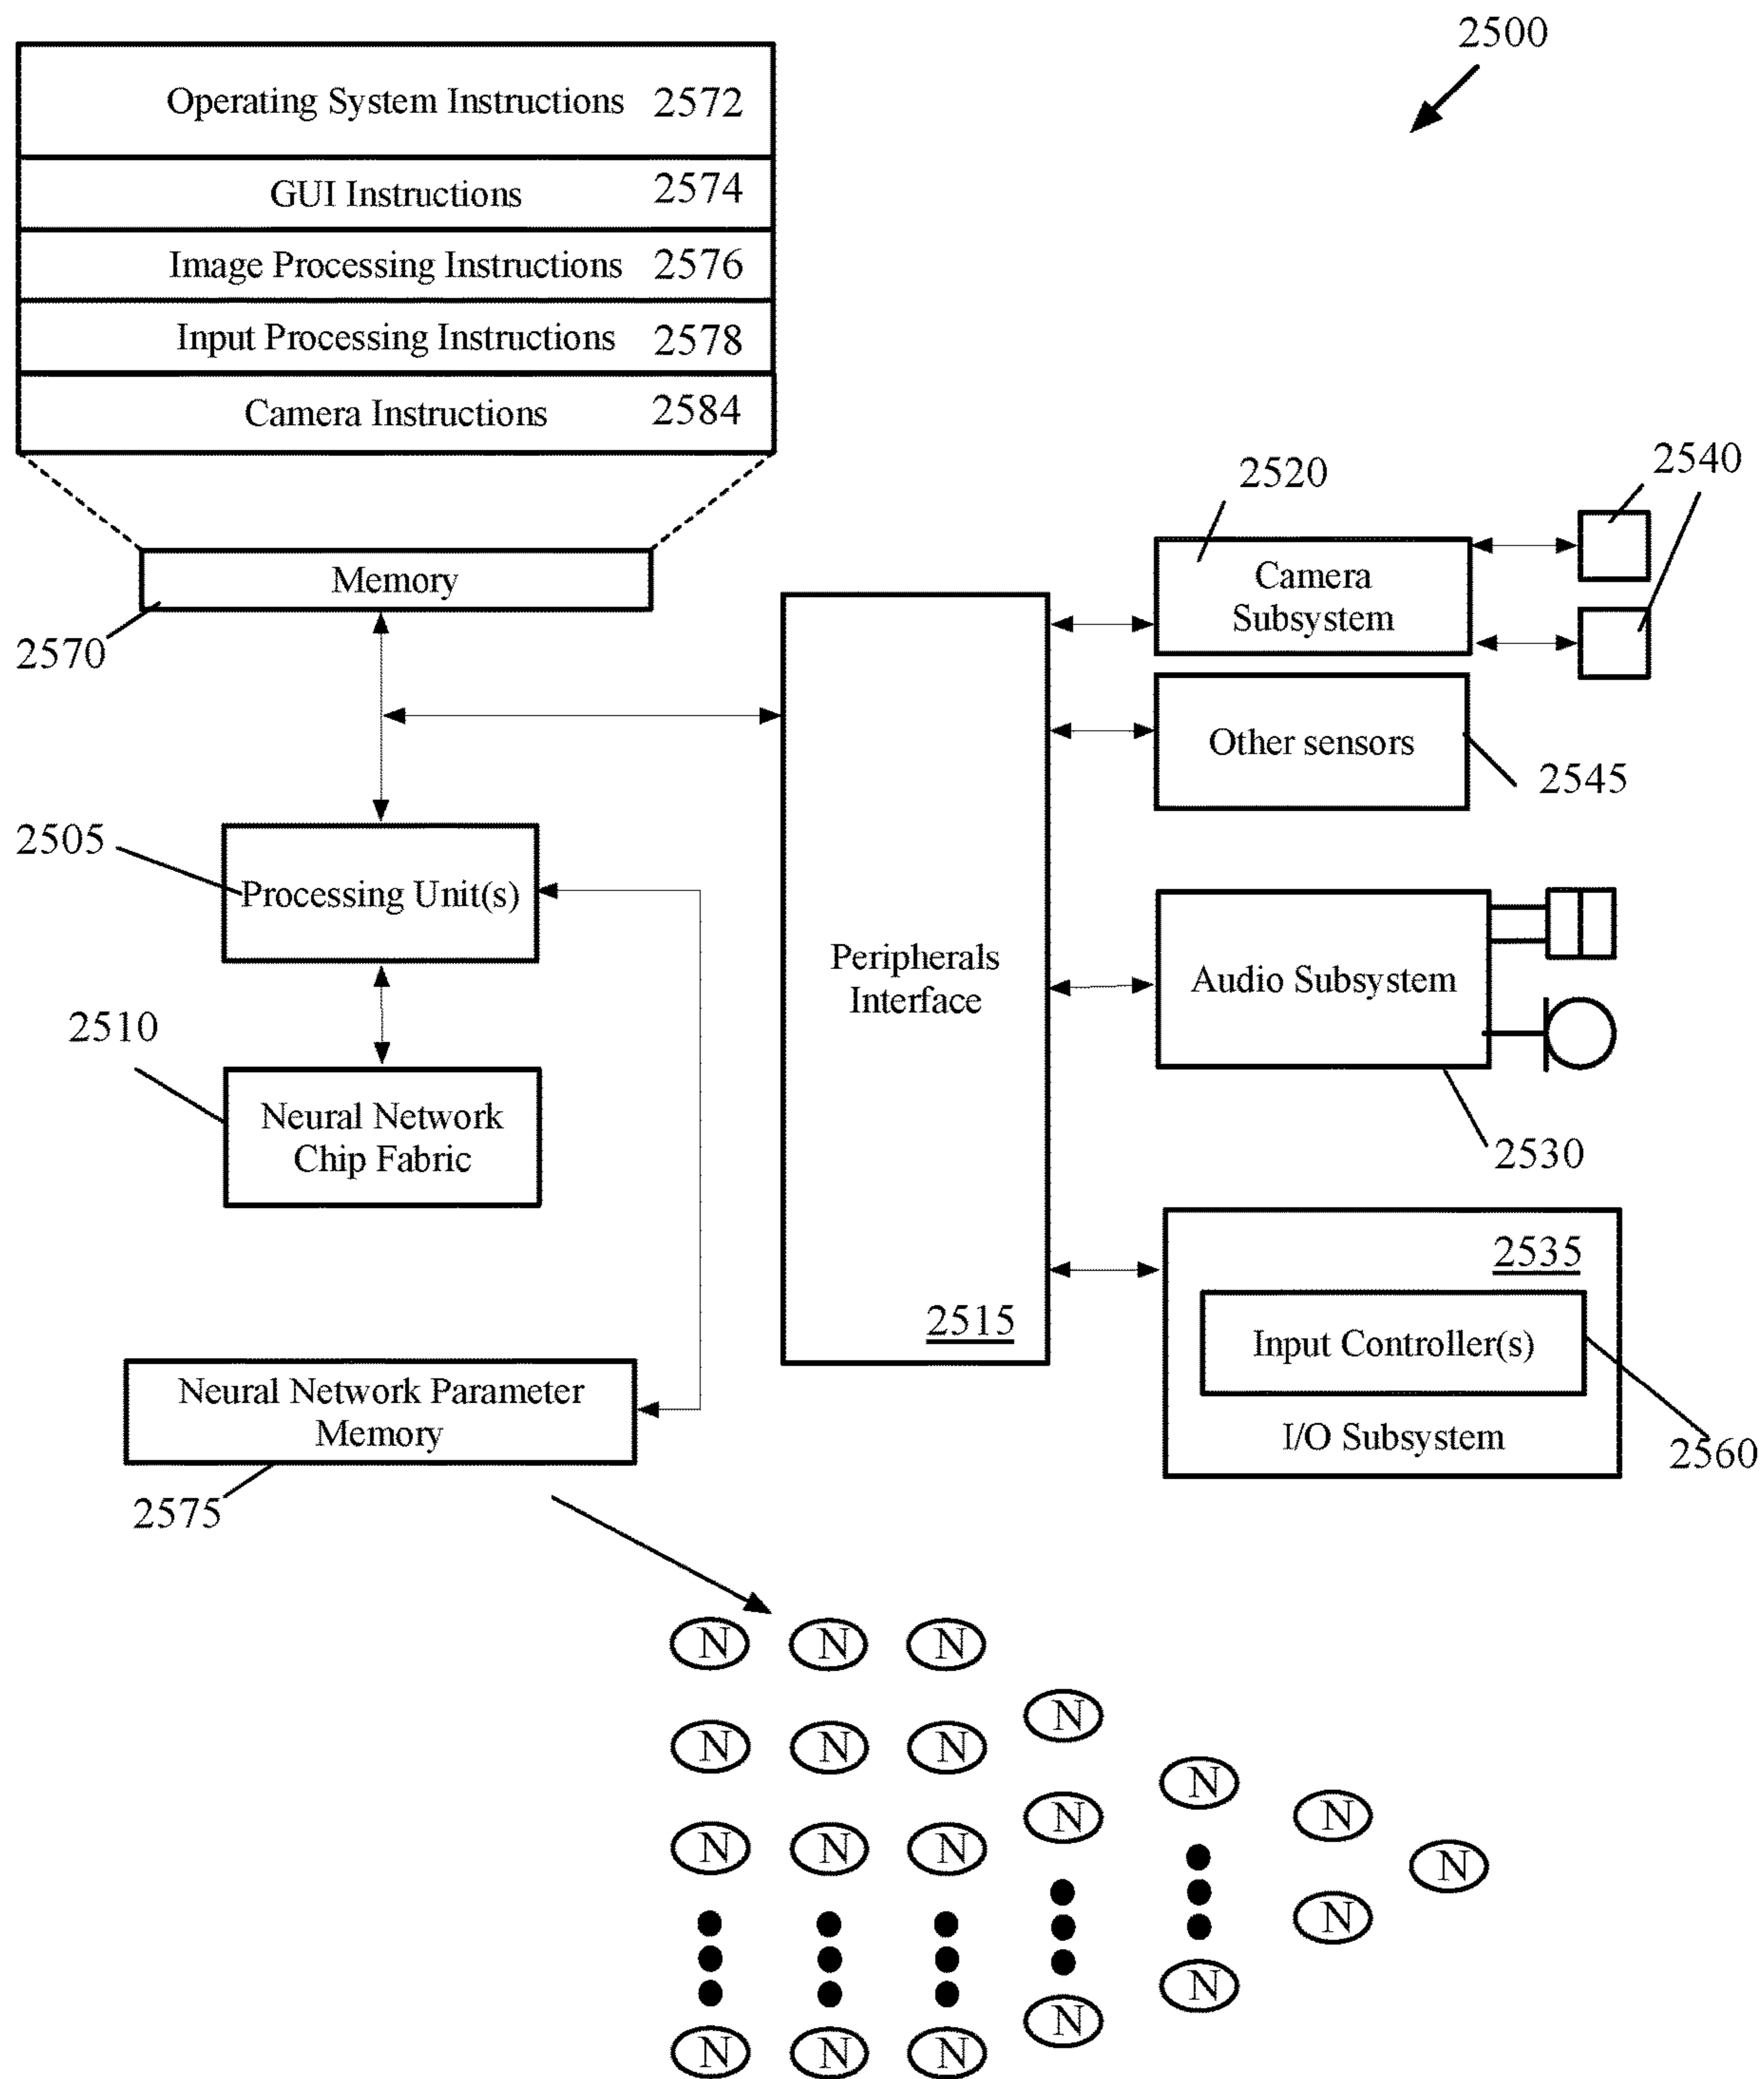 2500
Operating System Instructions 2572
GUI Instructions 2574
Image Processing Instructions 2576
Input Processing Instructions 2578
Camera Instructions 2584
Memory
2570
2520
2540
Camera
Subsystem
Other sensors
2545
2505
Processing Unit(s)
2510
Neural Network
Chip Fabric
Peripherals
Interface
2515
Audio Subsystem
2530
2535
Input Controller(s)
I/O Subsystem
2560
Neural Network Parameter
Memory
2575
N N N
N
N N N
N
N
N
N N N
N
N
N
N
N
N N N